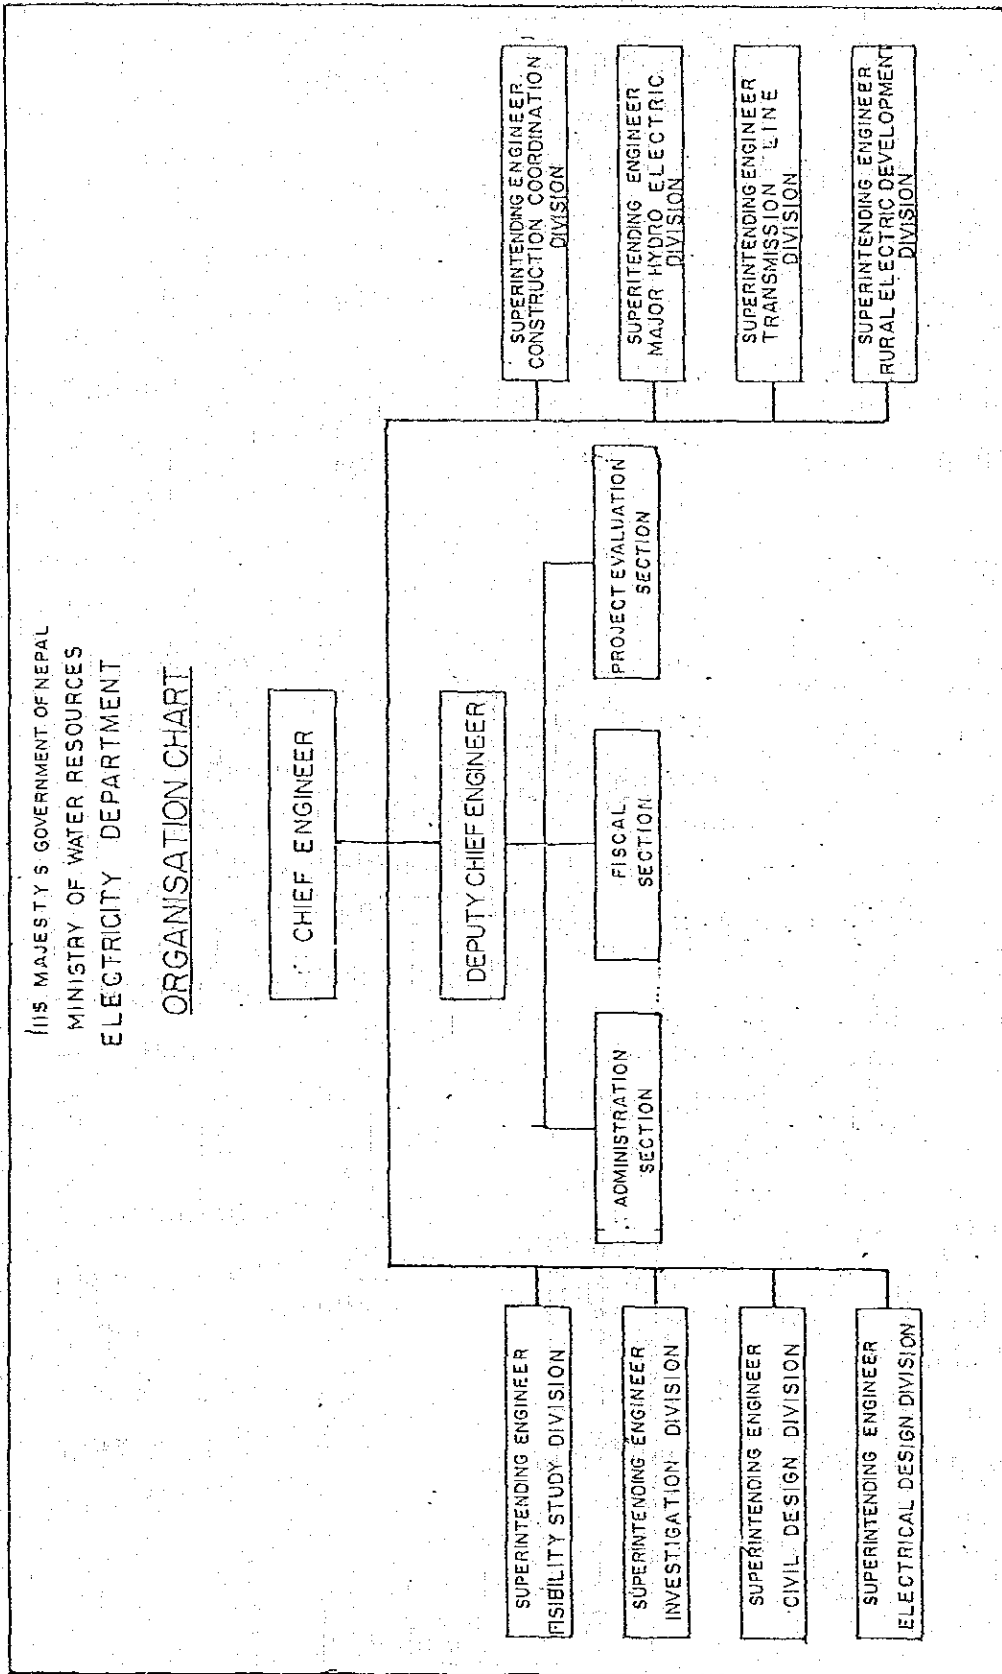 HIS MAJESTY S GOVERNMENT OF NEPAL
MINISTRY OF WATER RESOURCES
ELECTRICITY DEPARTMENT
ORGANISATION CHART
CHIEF ENGINEER
DEPUTY CHIEF ENGINEER
ADMINISTRATION
SECTION
FISCAL
SECTION
PROJECT EVALUATION
SECTION
SUPERINTENDING ENGINEER
FISIBILITY STUDY DIVISION
SUPERINTENDING ENGINEER
INVESTIGATION DIVISION
SUPERINTENDING ENGINEER
CIVIL DESIGN DIVISION
SUPERINTENDING ENGINEER
ELECTRICAL DESIGN DIVISION
SUPERINTENDING ENGINEER
CONSTRUCTION COORDINATION
DIVISION
SUPERITENDING ENGINEER
MAJOR HYDRO ELECTRIC
DIVISION
SUPERINTENDING ENGINEER
TRANSMISSION LINE
DIVISION
SUPERINTENDING ENGINEER
RURAL ELECTRIC DEVELOPMENT
DIVISION